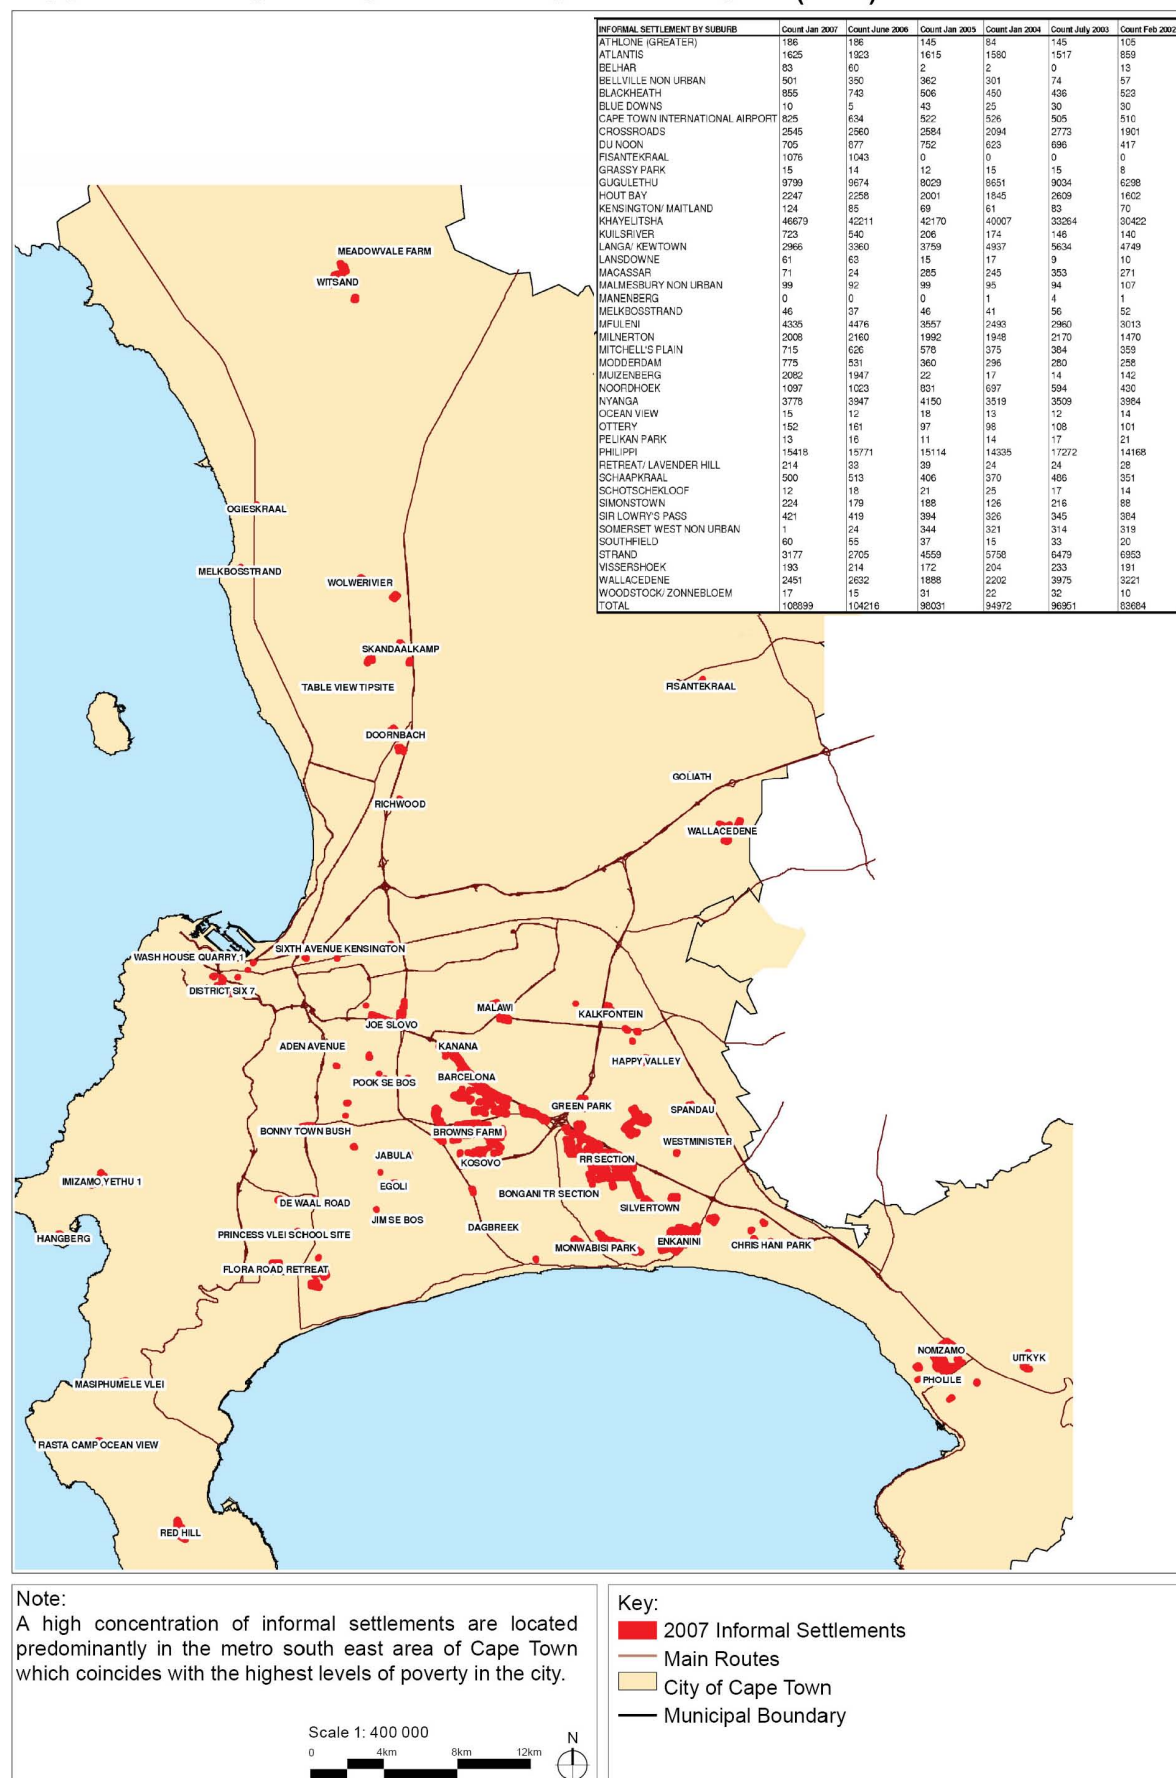 INFORMAL SETTLEMENT BY SUBURB Count Jan 2007 Count June 2006 Count Jan 2005 Count Jan 2004 Count July 2003 Count Feb 2002
ATHLONE (GREATER) 186 186 145 84 145 105
ATLANTIS 1625 1923 1615 1580 1517 859
BELHAR 83 60 2 2 0 13
BELLVILLE NON URBAN 501 350 362 301 74 57
BLACKHEATH 855 743 506 450 436 523
BLUE DOWNS 10 5 43 25 30 30
CAPE TOWN INTERNATIONAL AIRPORT 825 634 522 526 505 510
CROSSROADS 2545 2560 2584 2094 2773 1901
DU NOON 705 877 752 623 696 417
FISANTEKRAAL 1076 1043 0 0 0 0
GRASSY PARK 15 14 12 15 15 8
GUGULETHU 9799 9674 8029 8651 9034 6298
HOUT BAY 2247 2258 2001 1845 2609 1602
KENSINGTON/ MAITLAND 124 85 69 61 83 70
KHAYELITSHA 46679 42211 42170 40007 33264 30422
KUILSRIVER 723 540 206 174 146 140
LANGA/ KEWTOWN 2966 3360 3759 4937 5634 4749
LANSDOWNE 61 63 15 17 9 10
MACASSAR 71 24 285 245 353 271
MALMESBURY NON URBAN 99 92 99 95 94 107
MANENBERG 0 0 0 1 4 1
MELKBOSSTRAND 46 37 46 41 56 52
MFULENI 4335 4476 3557 2493 2960 3013
MILNERTON 2008 2160 1992 1948 2170 1470
MITCHELL'S PLAIN 715 626 578 375 384 359
MODDERDAM 775 531 360 296 280 258
MUIZENBERG 2082 1947 22 17 14 142
NOORDHOEK 1097 1023 831 697 594 430
NYANGA 3778 3947 4150 3519 3509 3984
OCEAN VIEW 15 12 18 13 12 14
OTTERY 152 161 97 98 108 101
PELIKAN PARK 13 16 11 14 17 21
PHILIPPI 15418 15771 15114 14335 17272 14168
RETREAT/ LAVENDER HILL 214 33 39 24 24 28
SCHAAPKRAAL 500 513 406 370 486 351
SCHOTSCHEKLOOF 12 18 21 25 17 14
SIMONSTOWN 224 179 188 126 216 88
SIR LOWRY'S PASS 421 419 394 326 345 384
SOMERSET WEST NON URBAN 1 24 344 321 314 319
SOUTHFIELD 60 55 37 15 33 20
STRAND 3177 2705 4559 5758 6479 6953
VISSERSHOEK 193 214 172 204 233 191
WALLACEDENE 2451 2632 1888 2202 3975 3221
WOODSTOCK/ ZONNEBLOEM 17 15 31 22 32 10
TOTAL 108899 104216 98031 94972 96951 83684
MEADOWVALE FARM
WITSAND
OGIESKRAAL
MELKBOSSTRAND
WOLWERIVIER
SKANDAALKAMP
TABLE VIEW TIPSITE
FISANTEKRAAL
DOORNBACH
GOLIATH
RICHWOOD
WALLACEDENE
SIXTH AVENUE KENSINGTON
WASH HOUSE QUARRY,1
DISTRICT SIX 7
MALAWI
KALKFONTEIN
JOE SLOVO
ADEN AVENUE
KANANA
HAPPY VALLEY
BARCELONA
POOK SE BOS
GREEN PARK
SPANDAU
BONNY TOWN BUSH
BROWNS FARM
WESTMINISTER
JABULA
KOSOVO
RR SECTION
IMIZAMO YETHU 1
EGOLI
BONGANI TR SECTION
DE WAAL ROAD
SILVERTOWN
JIM SE BOS
DAGBREEK
PRINCESS VLEI SCHOOL SITE
HANGBERG
ENKANINI
MONWABISI PARK
CHRIS HANI PARK
FLORA ROAD RETREAT
NOMZAMO
UITKYK
PHOLILE
MASIPHUMELE VLEI
RASTA CAMP OCEAN VIEW
RED HILL
Note:
A high concentration of informal settlements are located
predominantly in the metro south east area of Cape Town
which coincides with the highest levels of poverty in the city.
Scale 1: 400 000
0 4km 8km 12km
N
Key:
2007 Informal Settlements
Main Routes
City of Cape Town
Municipal Boundary